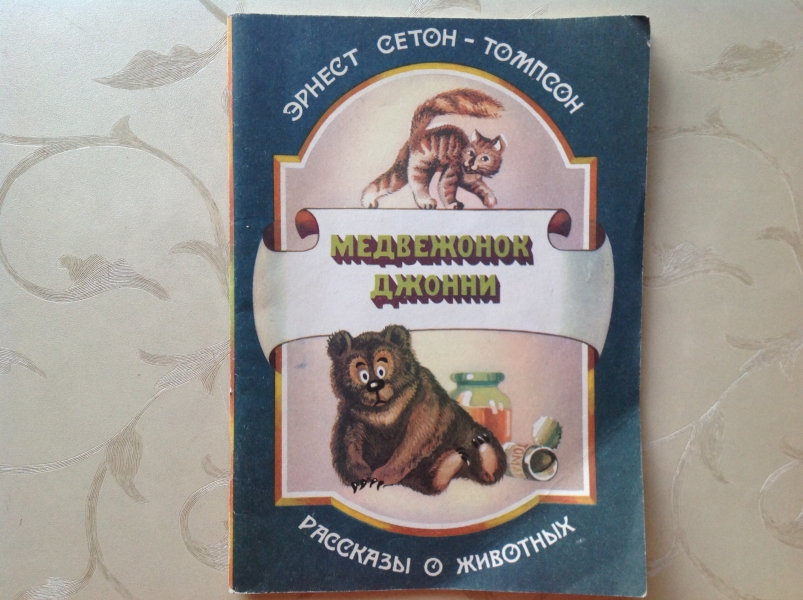 ЭРНЕСТ СЕТОН - ТОМПСОН
МЕДВЕЖОНОК
ДЖОННИ
РАССКАЗЫ О ЖИВОТНЫХ